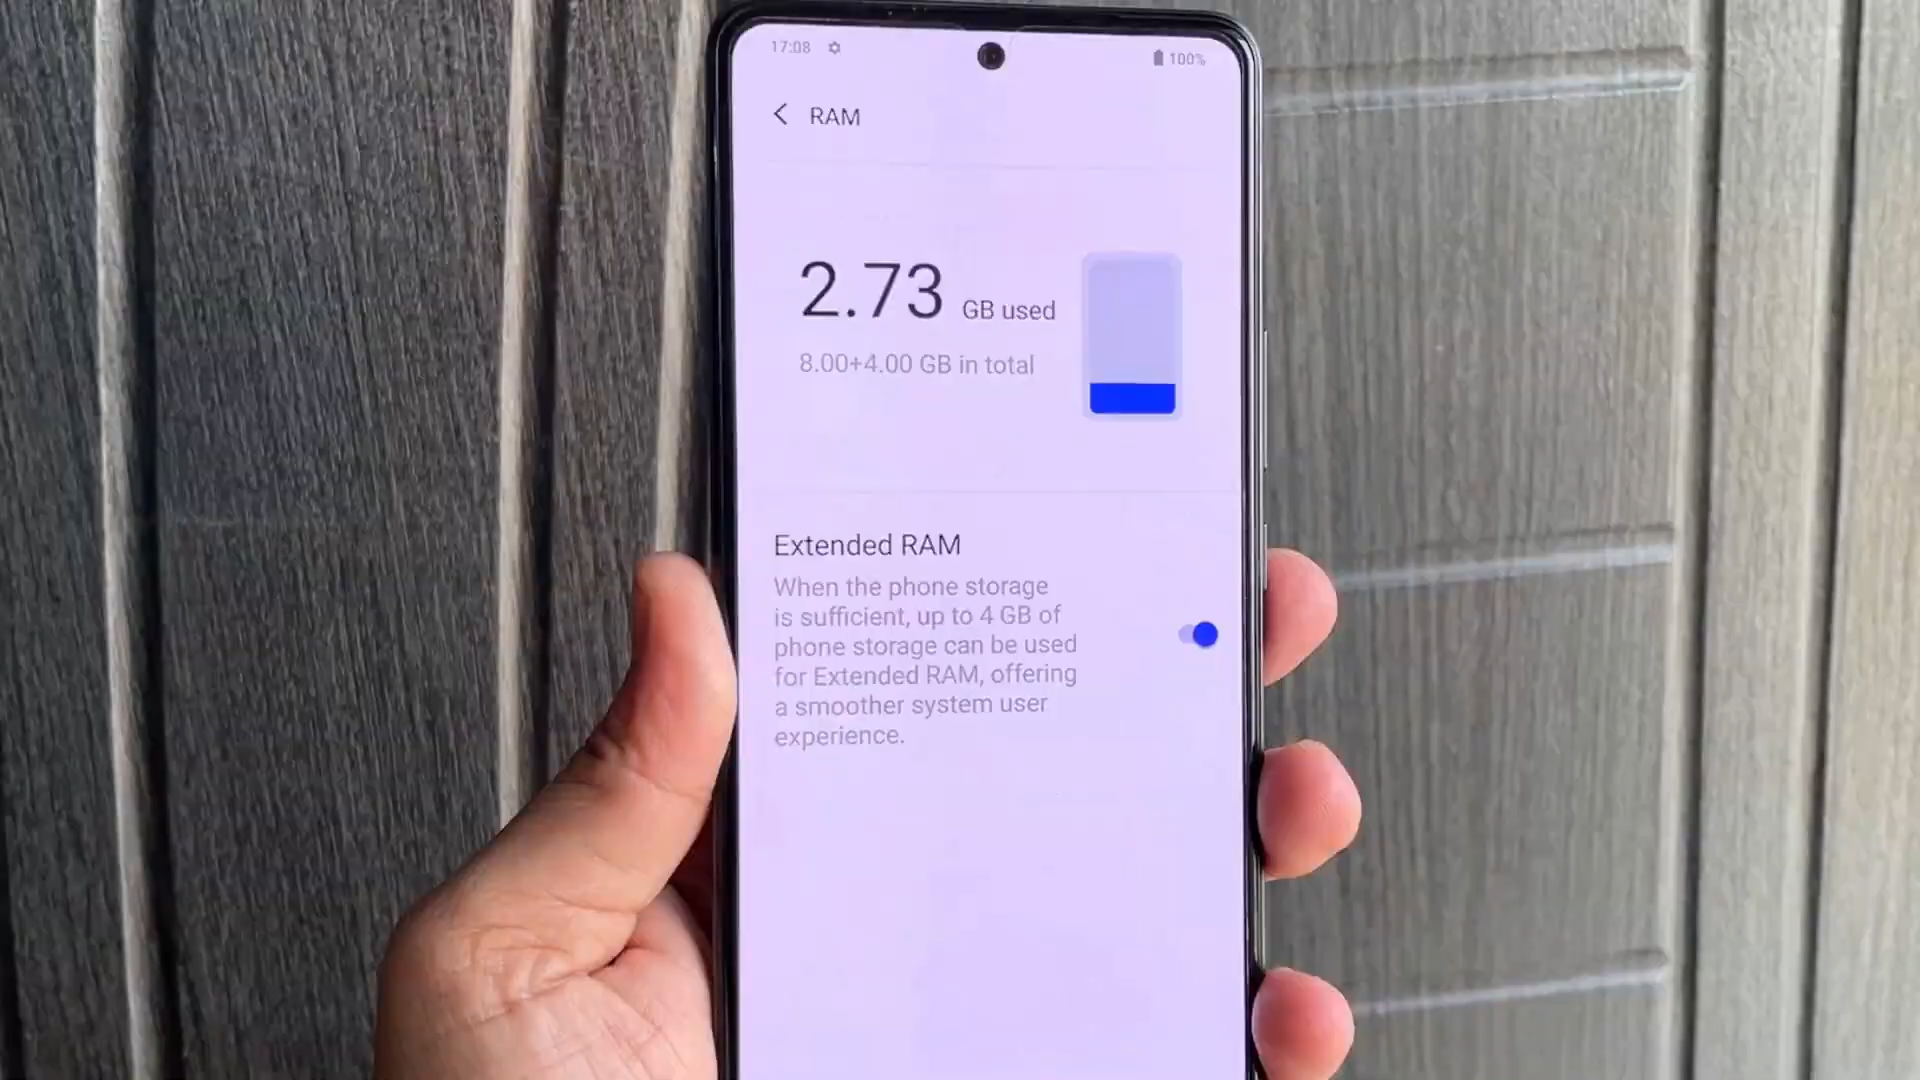 17:08
100%
RAM
2.73 GB used
8.00+4.00 GB in total
Extended RAM
When the phone storage
is sufficient, up to 4 GB of
phone storage can be used
for Extended RAM, offering
a smoother system user
experience.